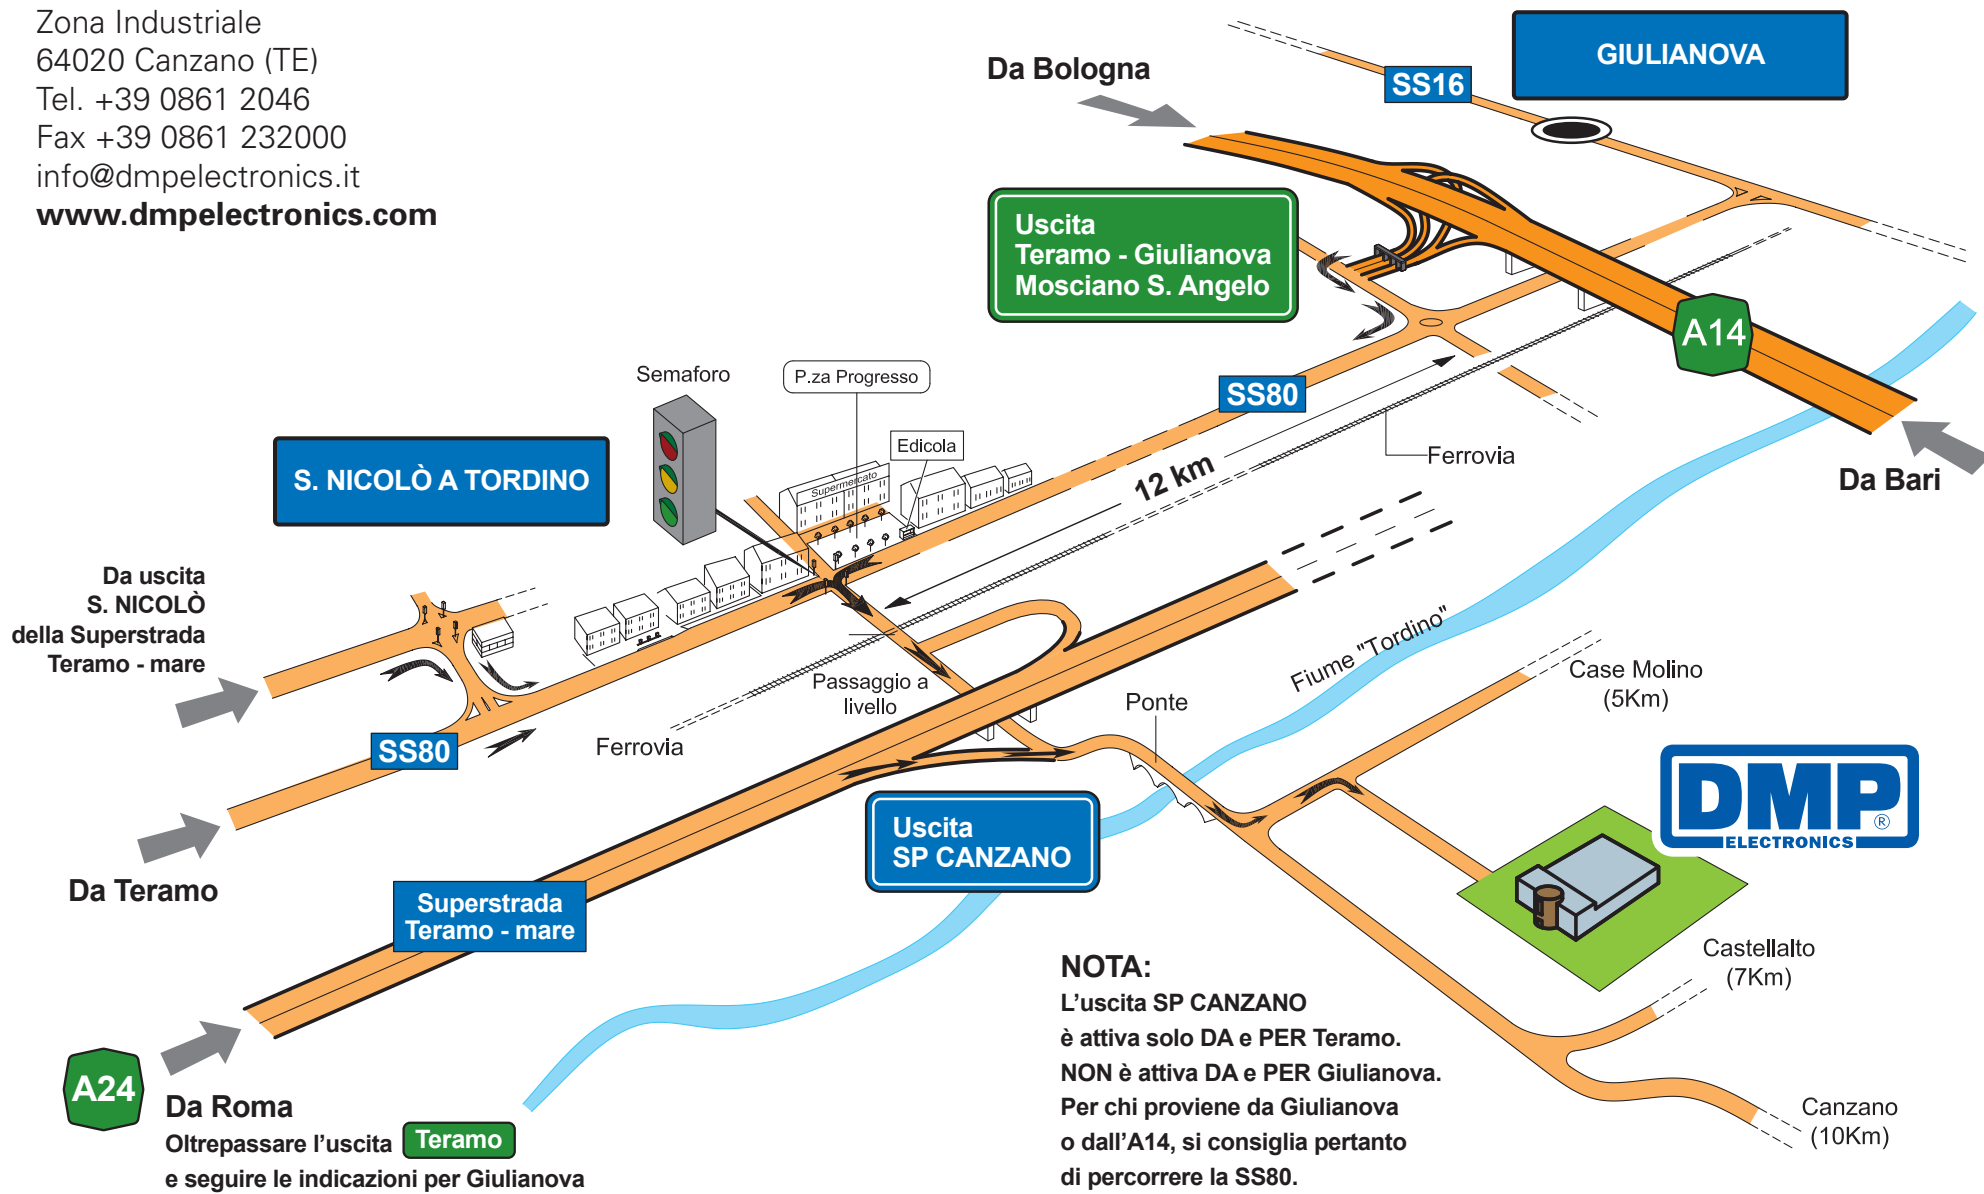 Zona Industriale
64020 Canzano (TE)
Tel. +39 0861 2046
Fax +39 0861 232000
info@dmpelectronics.it
www.dmpelectronics.com
Da Bologna
SS16
GIULIANOVA
Uscita
Teramo - Giulianova
Mosciano S. Angelo
A14
Da Bari
Semaforo
P.za Progresso
Edicola
Supermercato
SS80
12 km
Ferrovia
S. NICOLÒ A TORDINO
Da uscita
S. NICOLÒ
della Superstrada
Teramo - mare
SS80
Ferrovia
Passaggio a
livello
Ponte
Fiume "Tordino"
Case Molino
(5Km)
DMP
®
ELECTRONICS
Da Teramo
Uscita
SP CANZANO
Superstrada
Teramo - mare
Castellalto
(7Km)
Canzano
(10Km)
A24
Da Roma
Oltrepassare l'uscita Teramo
e seguire le indicazioni per Giulianova
NOTA:
L'uscita SP CANZANO
è attiva solo DA e PER Teramo.
NON è attiva DA e PER Giulianova.
Per chi proviene da Giulianova
o dall'A14, si consiglia pertanto
di percorrere la SS80.